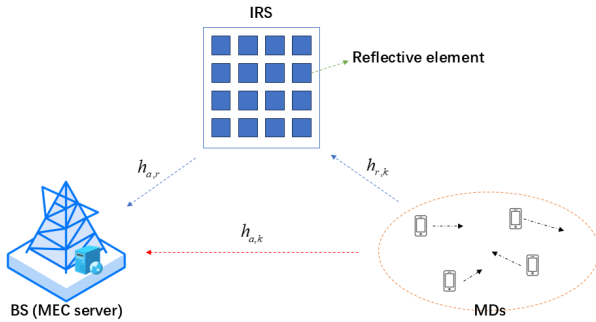 IRS
Reflective element
h_{a,r}
h_{r,k}
h_{a,k}
BS (MEC server)
MDs